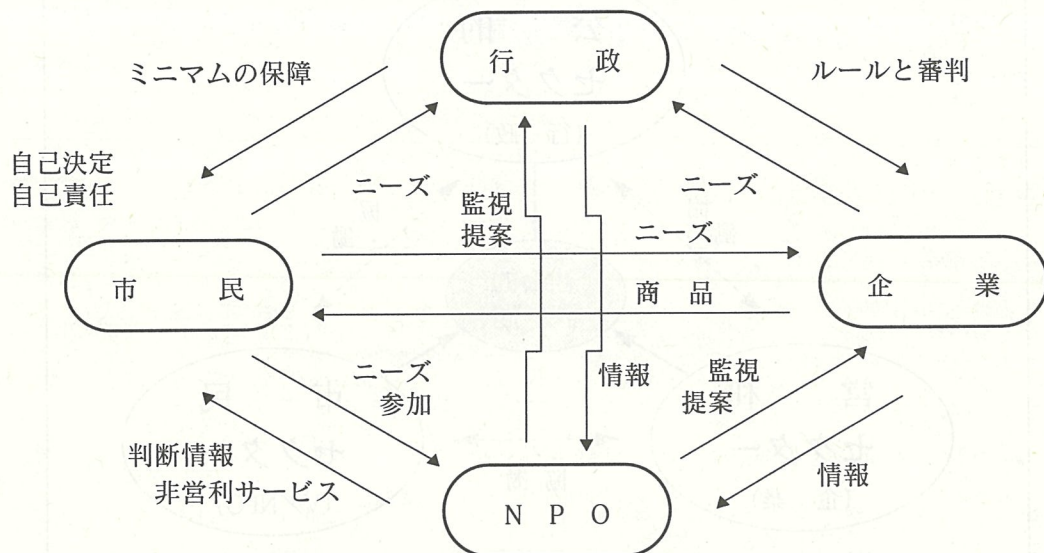 行　政
ミニマムの保障
ルールと審判
自己決定
自己責任
ニーズ
監視
提案
ニーズ
ニーズ
市　民
商　品
企　業
ニーズ
参加
情報
監視
提案
判断情報
非営利サービス
情報
N P O